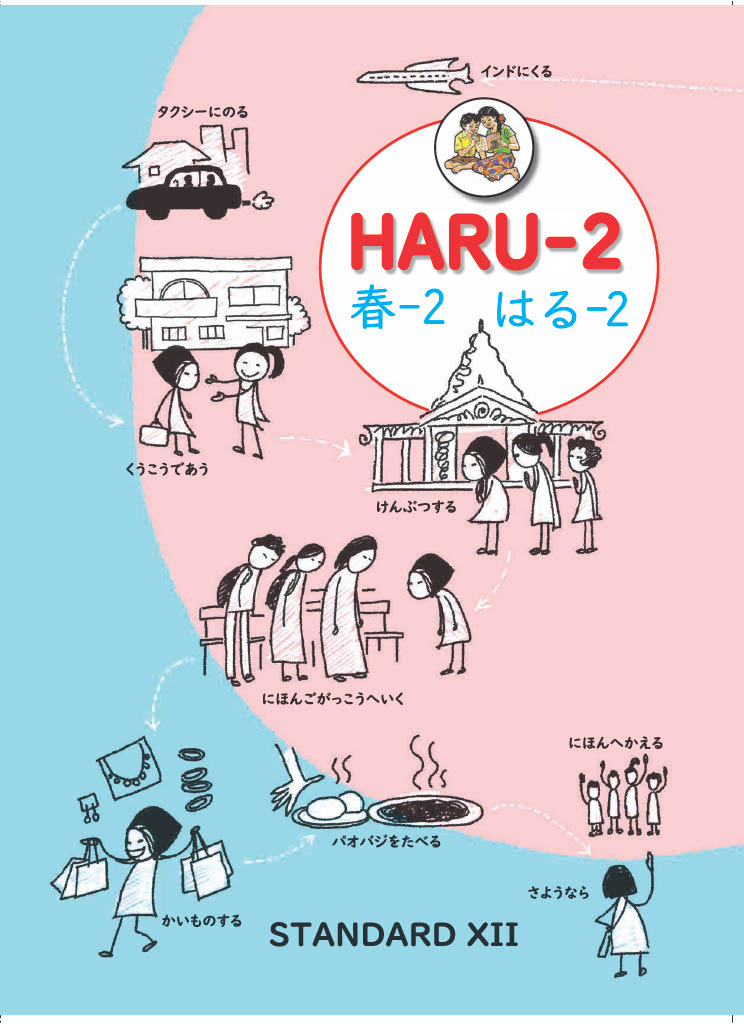 インドにくる
タクシーにのる
HARU-2
春-2 はる-2
くうこうであう
けんぶつする
にほんごがっこうへいく
にほんへかえる
パオバジをたべる
さようなら
かいものする
STANDARD XII